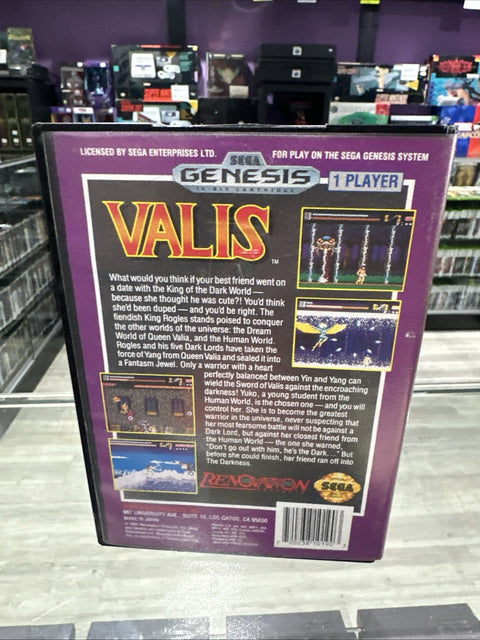 LICENSED BY SEGA ENTERPRISES LTD.
FOR PLAY ON THE SEGA GENESIS SYSTEM
SEGA
GENESIS
16-BIT CARTRIDGE
1 PLAYER
VALIS
TM
What would you think if your best friend went on
a date with the King of the Dark World —
because she thought he was cute?! You'd think
she'd been duped — and you'd be right. The
fiendish King Rogles stands poised to conquer
the other worlds of the universe: the Dream
World of Queen Valia, and the Human World.
Rogles and his five Dark Lords have taken the
force of Yang from Queen Valia and sealed it into
a Fantasm Jewel. Only a warrior with a heart
perfectly balanced between Yin and Yang can
wield the Sword of Valis against the encroaching
darkness! Yuko, a young student from the
Human World, is the chosen one — and you will
control her. She is to become the greatest
warrior in the universe, never suspecting that
her most fearsome battle will not be against a
Dark Lord, but against her closest friend from
the Human World — the one she warned,
"Don't go out with him, he's the Dark..." But
before she could finish, her friend ran off into
The Darkness.
RENOVATION
SEGA
987 UNIVERSITY AVE., SUITE 10, LOS GATOS, CA 95030
MADE IN JAPAN